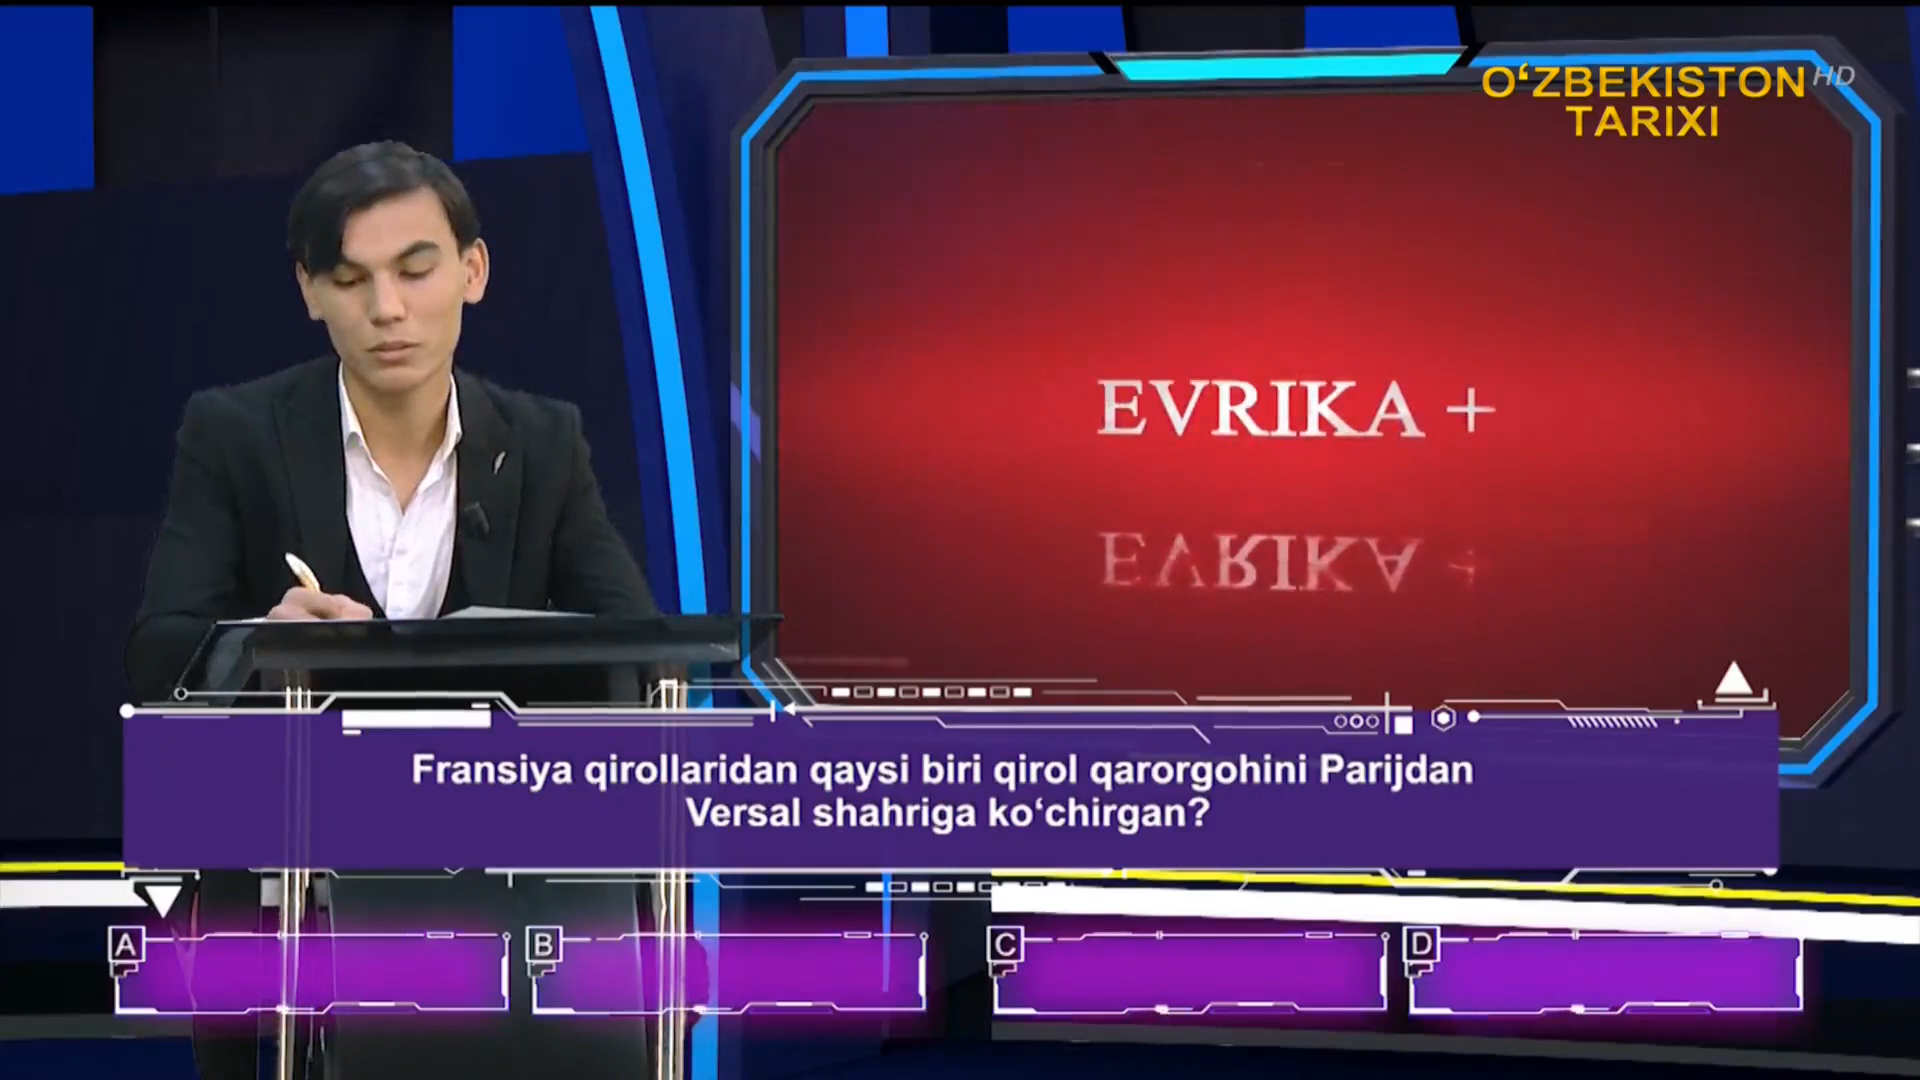 O‘ZBEKISTON HD
TARIXI
EVRIKA +
EVRIKA +
Fransiya qirollaridan qaysi biri qirol qarorgohini Parijdan
Versal shahriga ko‘chirgan?
A
B
C
D